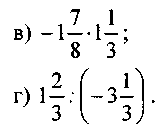 в) −1 7/8 · 1 1/3 ;
г) 1 2/3 : (−3 1/3) .